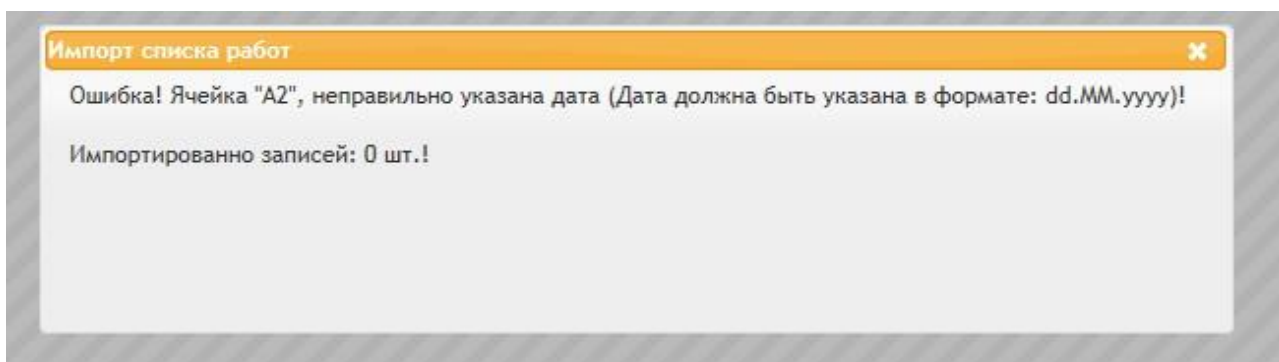 Импорт списка работ
Ошибка! Ячейка "A2", неправильно указана дата (Дата должна быть указана в формате: dd.MM.yyyy)!
Импортированно записей: 0 шт.!